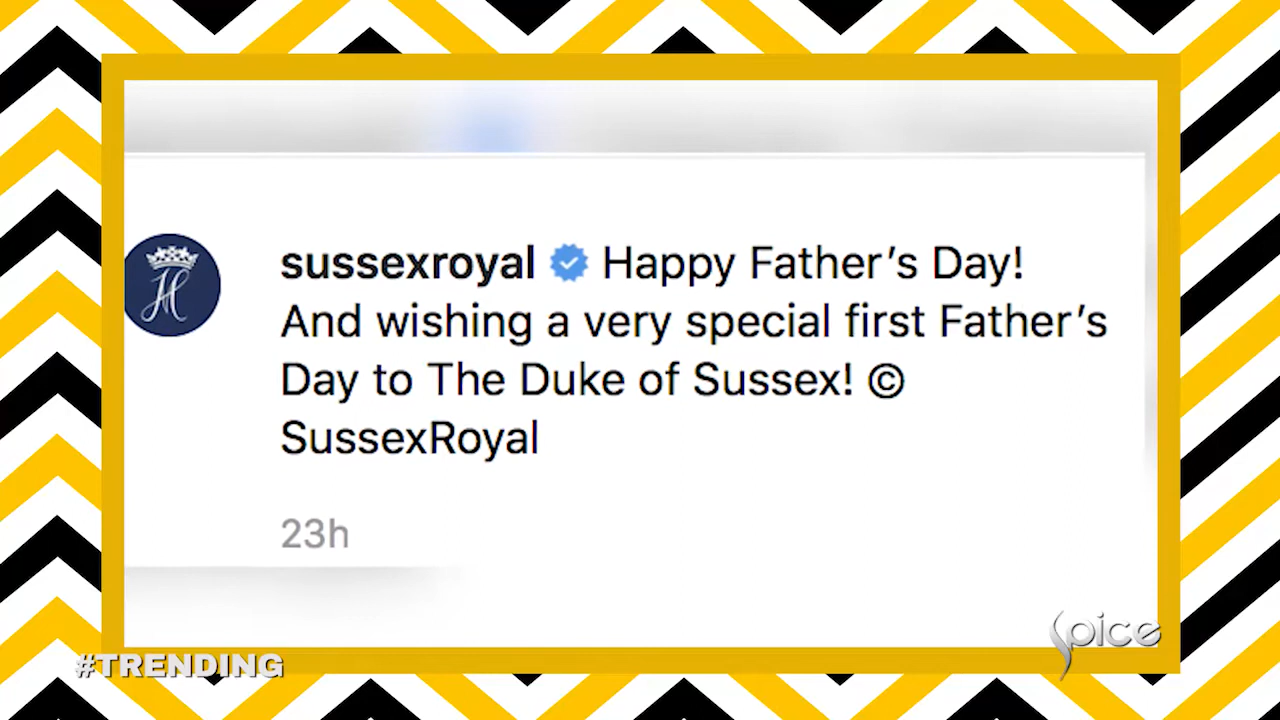 sussexroyal Happy Father's Day!
And wishing a very special first Father's
Day to The Duke of Sussex! ©
SussexRoyal
23h
Spice
#TRENDING